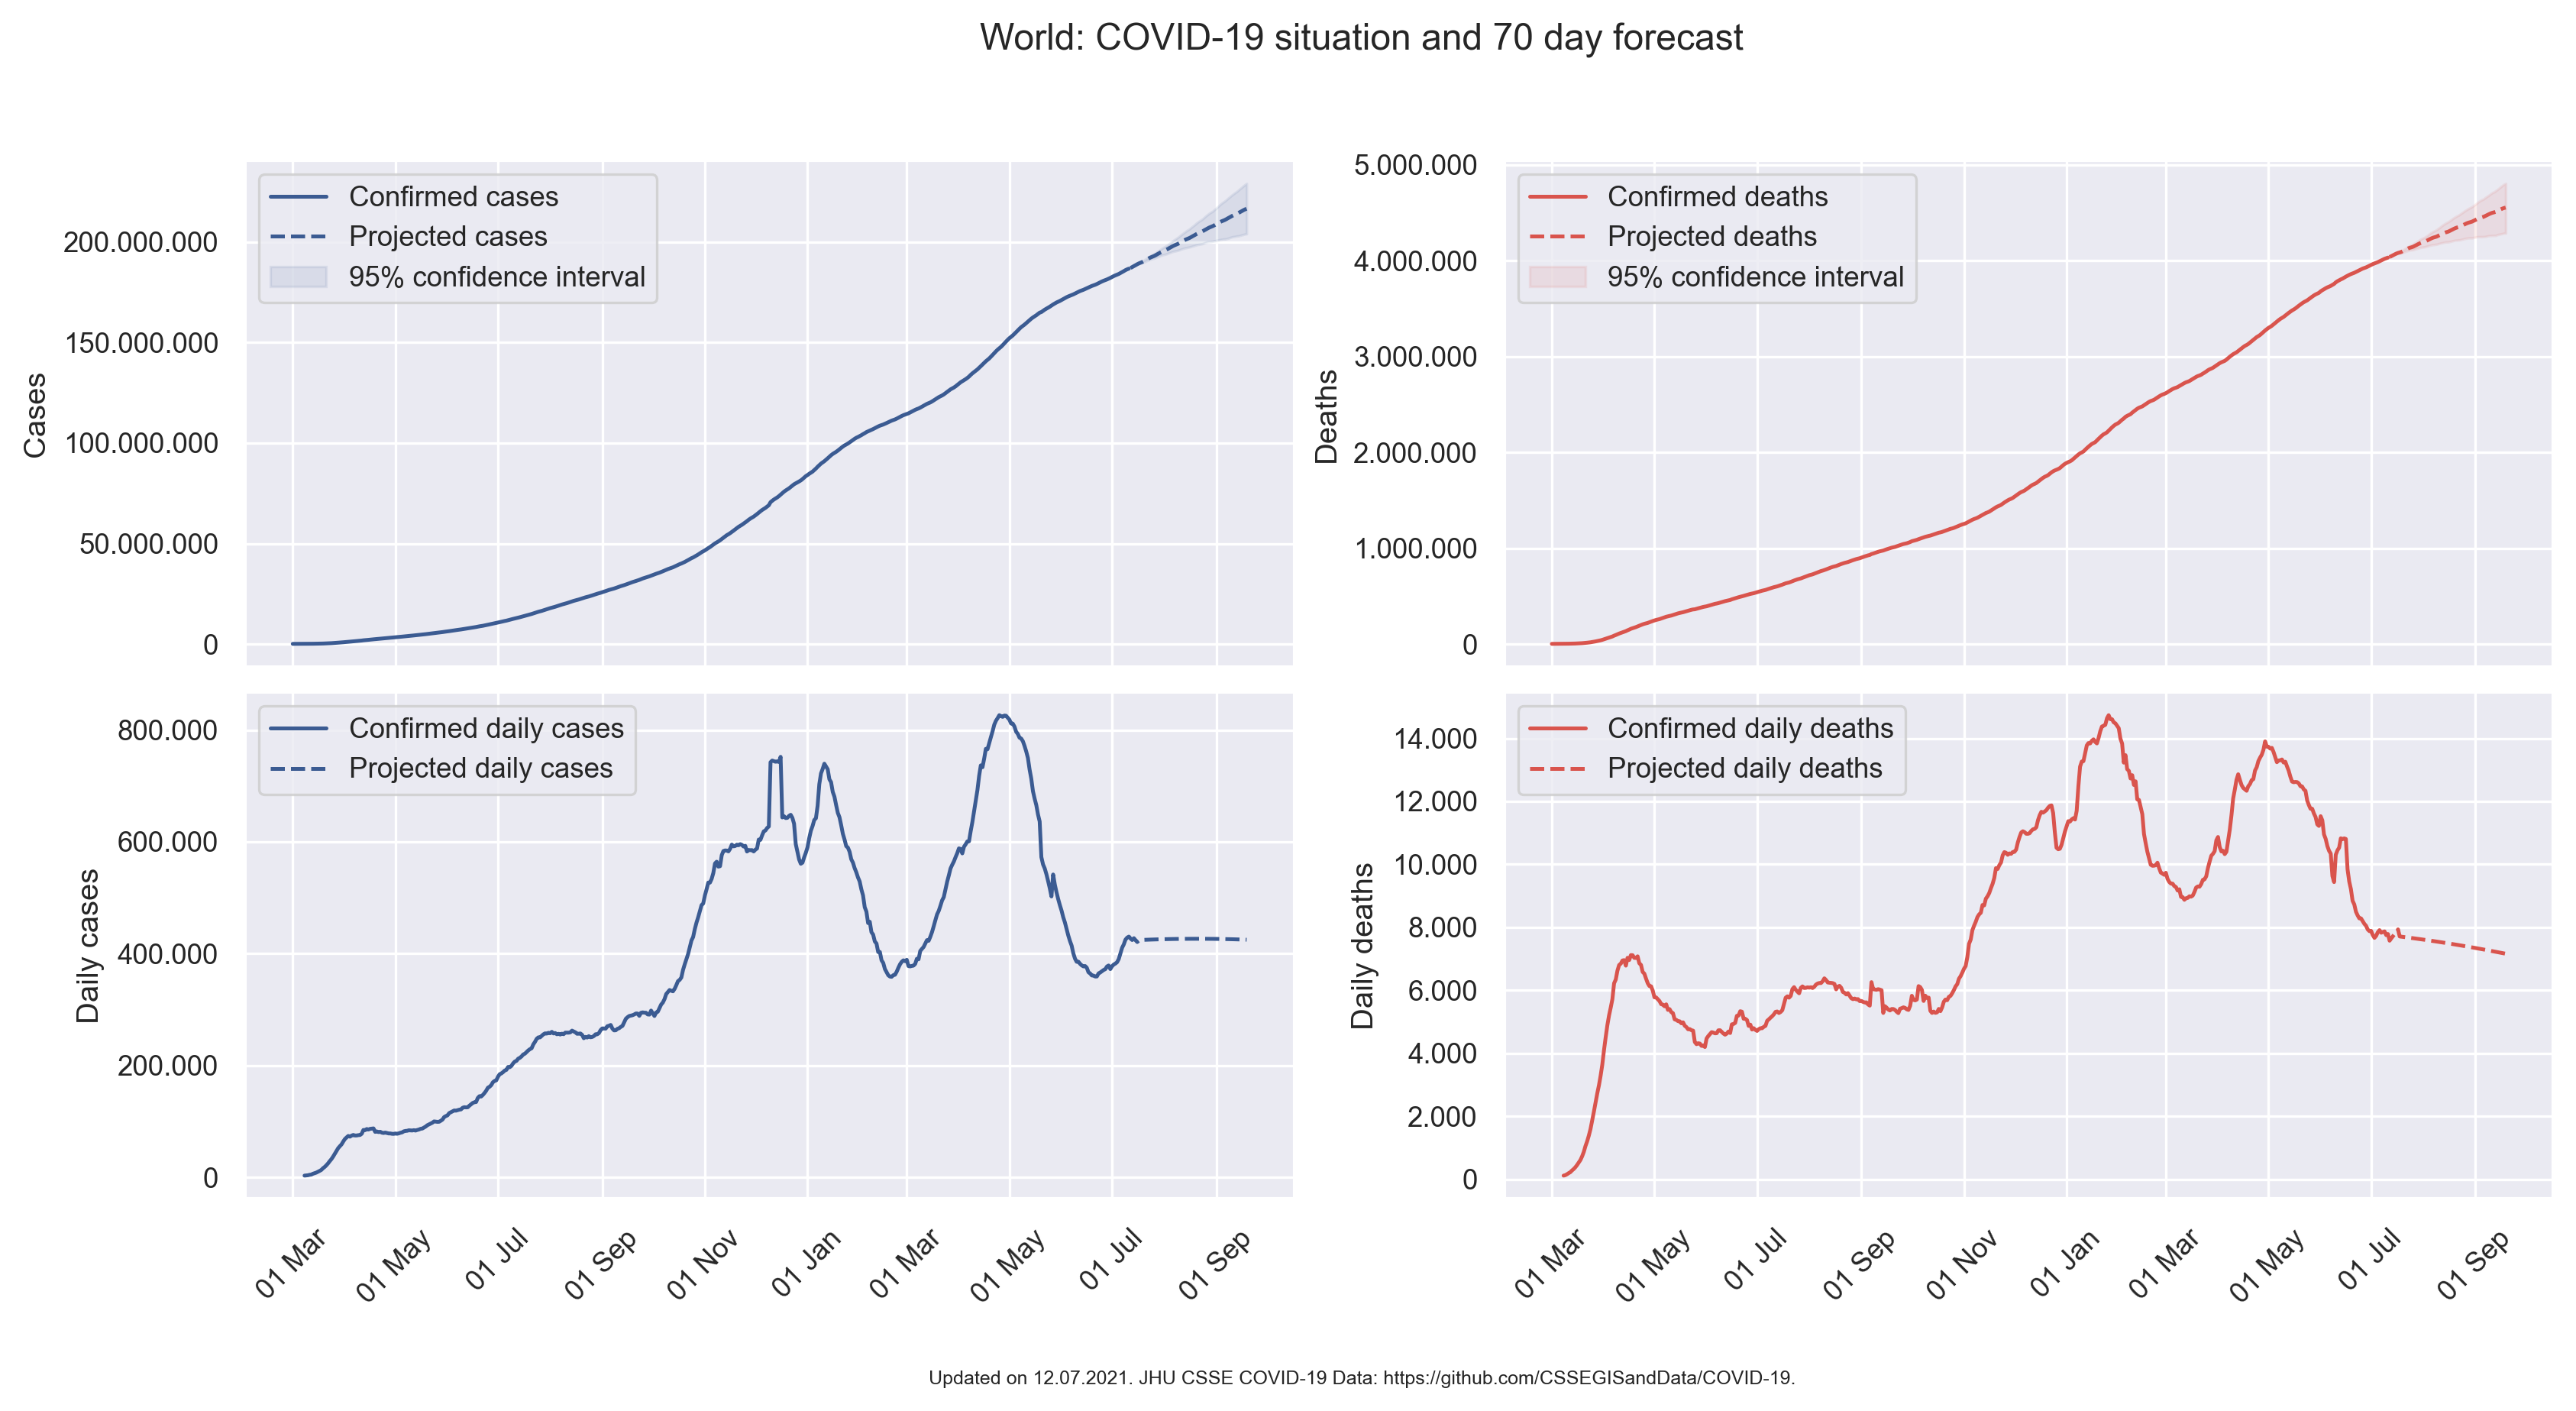 World: COVID-19 situation and 70 day forecast
Confirmed cases
Projected cases
95% confidence interval
200.000.000
150.000.000
100.000.000
50.000.000
0
Cases
Confirmed deaths
Projected deaths
95% confidence interval
5.000.000
4.000.000
3.000.000
2.000.000
1.000.000
0
Deaths
Confirmed daily cases
Projected daily cases
800.000
600.000
400.000
200.000
0
Daily cases
01 Mar
01 May
01 Jul
01 Sep
01 Nov
01 Jan
01 Mar
01 May
01 Jul
01 Sep
Confirmed daily deaths
Projected daily deaths
14.000
12.000
10.000
8.000
6.000
4.000
2.000
0
Daily deaths
01 Mar
01 May
01 Jul
01 Sep
01 Nov
01 Jan
01 Mar
01 May
01 Jul
01 Sep
Updated on 12.07.2021. JHU CSSE COVID-19 Data: https://github.com/CSSEGISandData/COVID-19.